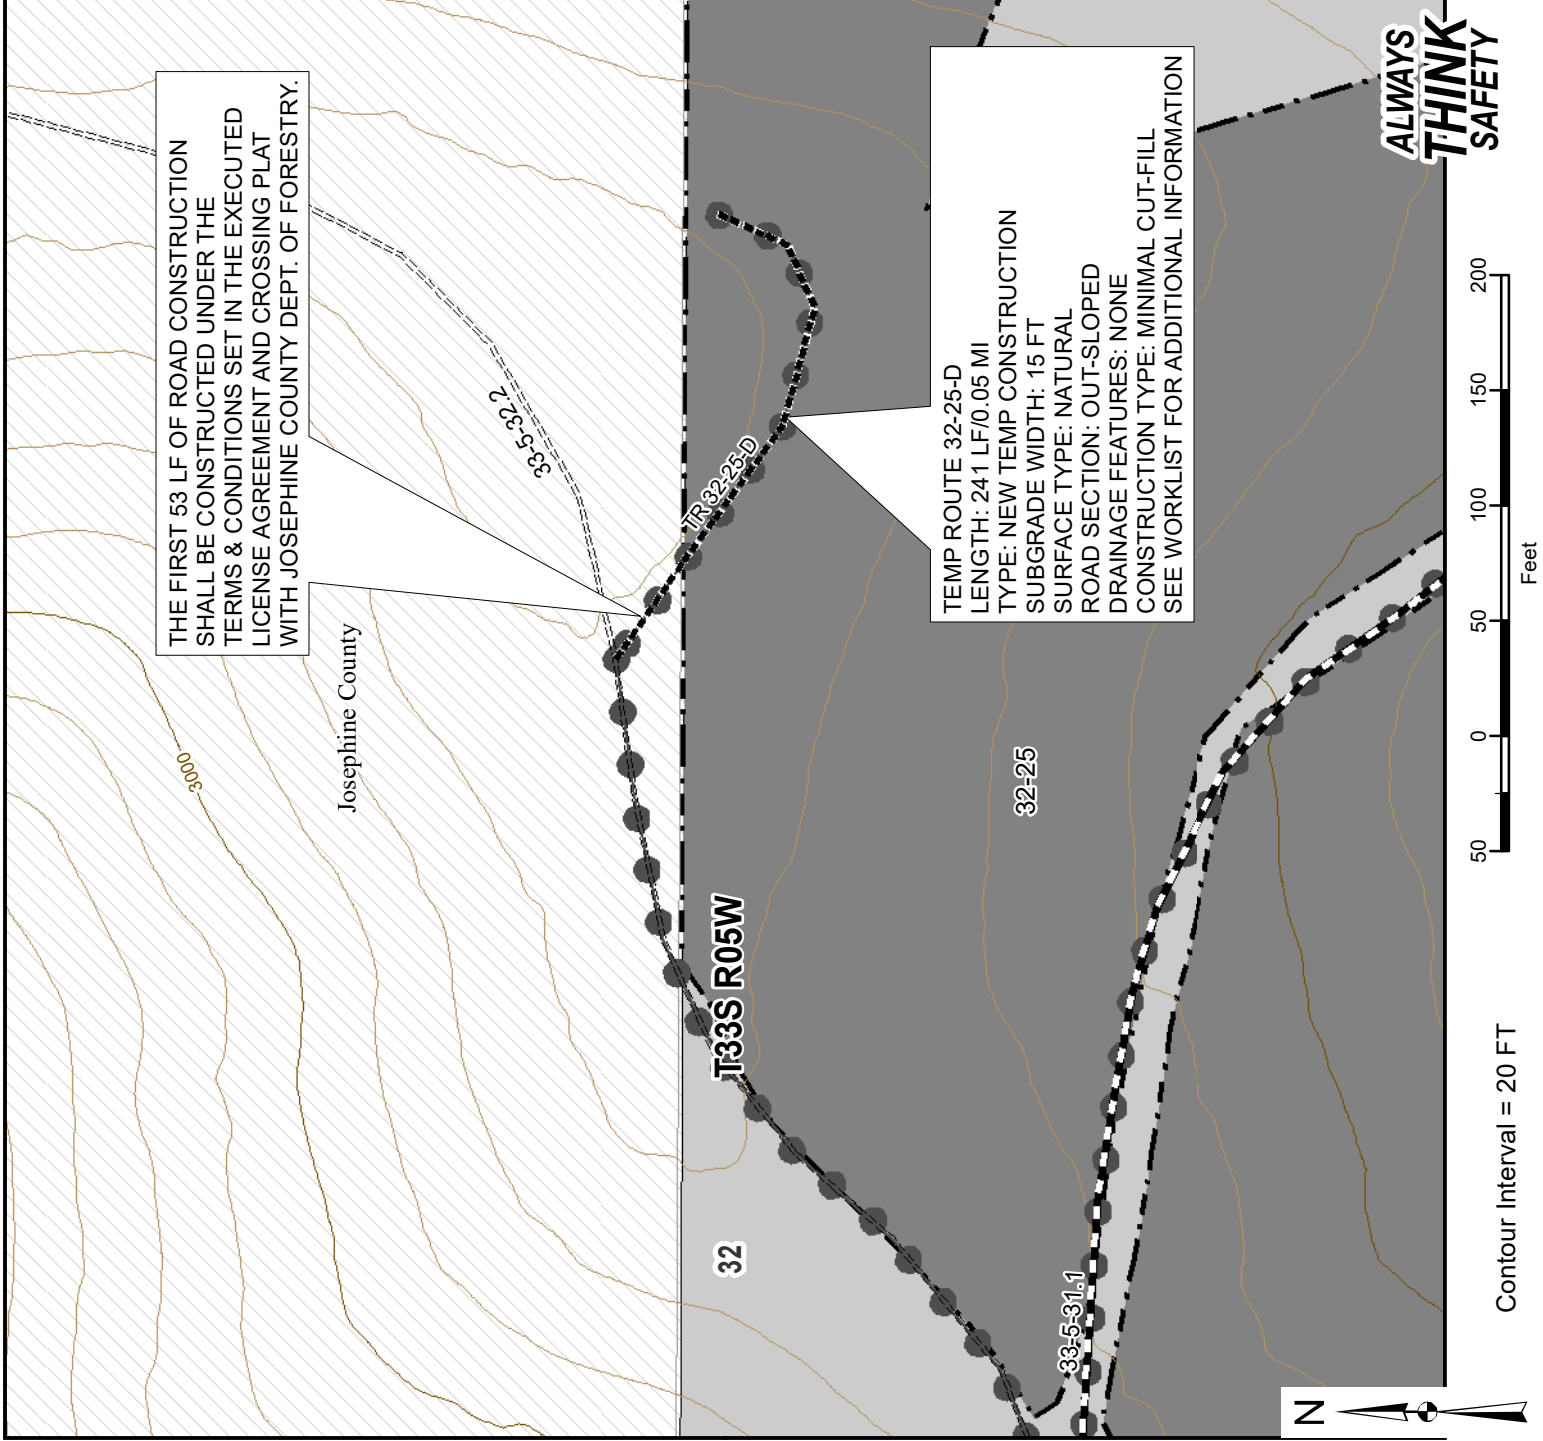 THE FIRST 53 LF OF ROAD CONSTRUCTION
SHALL BE CONSTRUCTED UNDER THE
TERMS & CONDITIONS SET IN THE EXECUTED
LICENSE AGREEMENT AND CROSSING PLAT
WITH JOSEPHINE COUNTY DEPT. OF FORESTRY.
3000
Josephine County
33-5-32.2
TR 32-25-D
T33S R05W
32
TEMP ROUTE 32-25-D
LENGTH: 241 LF/0.05 MI
TYPE: NEW TEMP CONSTRUCTION
SUBGRADE WIDTH: 15 FT
SURFACE TYPE: NATURAL
ROAD SECTION: OUT-SLOPED
DRAINAGE FEATURES: NONE
CONSTRUCTION TYPE: MINIMAL CUT-FILL
SEE WORKLIST FOR ADDITIONAL INFORMATION
32-25
33-5-31.1
N
ALWAYS
THINK
SAFETY
50 0 50 100 150 200
Feet
Contour Interval = 20 FT